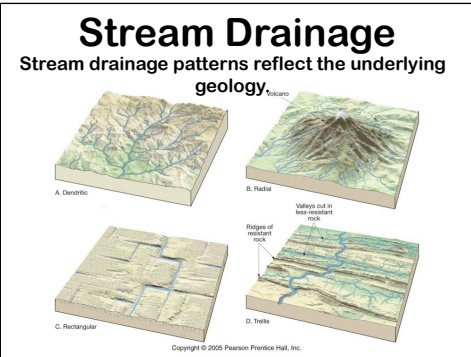 Stream Drainage
Stream drainage patterns reflect the underlying
geology.
Volcano
A. Dendritic
B. Radial
Valleys cut in
less-resistant
rock
Ridges of
resistant
rock
C. Rectangular
D. Trellis
Copyright © 2005 Pearson Prentice Hall, Inc.